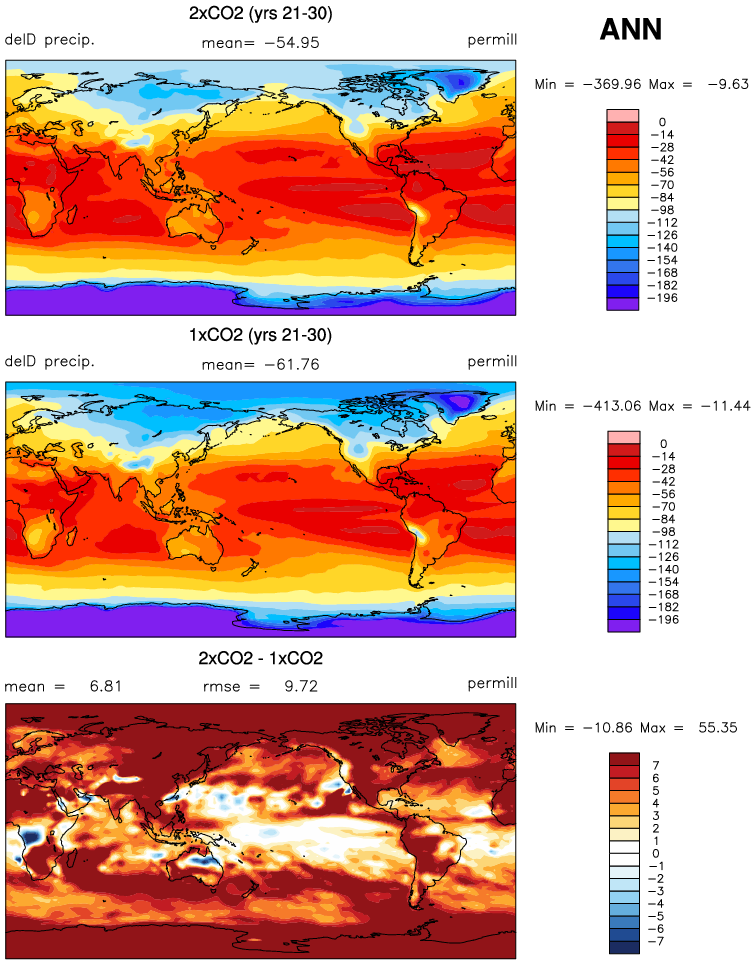 2xCO2 (yrs 21-30)
ANN
delD precip.
mean= −54.95
permill
Min = −369.96 Max = −9.63
0
−14
−28
−42
−56
−70
−84
−98
−112
−126
−140
−154
−168
−182
−196
1xCO2 (yrs 21-30)
delD precip.
mean= −61.76
permill
Min = −413.06 Max = −11.44
0
−14
−28
−42
−56
−70
−84
−98
−112
−126
−140
−154
−168
−182
−196
2xCO2 - 1xCO2
mean = 6.81
rmse = 9.72
permill
Min = −10.86 Max = 55.35
7
6
5
4
3
2
1
0
−1
−2
−3
−4
−5
−6
−7